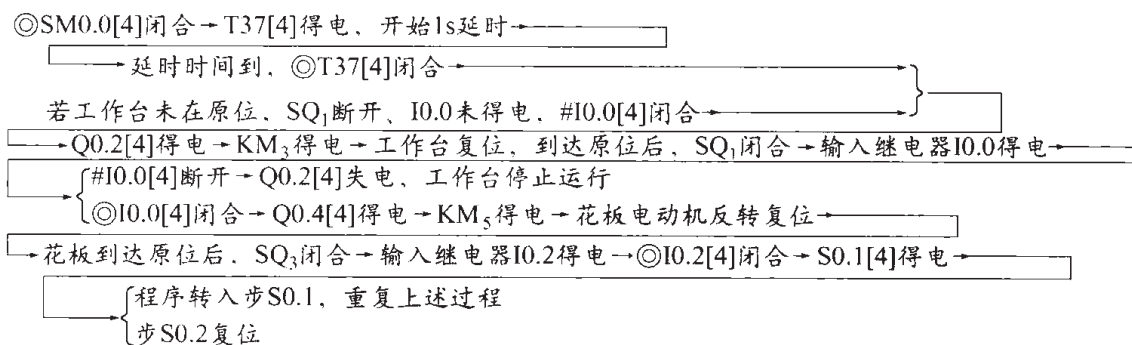 ◎SM0.0[4]闭合→T37[4]得电、开始1s延时→
→延时时间到、◎T37[4]闭合→
若工作台未在原位、SQ₁断开、I0.0未得电、#I0.0[4]闭合→
→Q0.2[4]得电→KM₃得电→工作台复位、到达原位后、SQ₁闭合→输入继电器I0.0得电→
#I0.0[4]断开→Q0.2[4]失电、工作台停止运行
◎I0.0[4]闭合→Q0.4[4]得电→KM₅得电→花板电动机反转复位→
→花板到达原位后、SQ₃闭合→输入继电器I0.2得电→◎I0.2[4]闭合→S0.1[4]得电→
程序转入步S0.1，重复上述过程
步S0.2复位